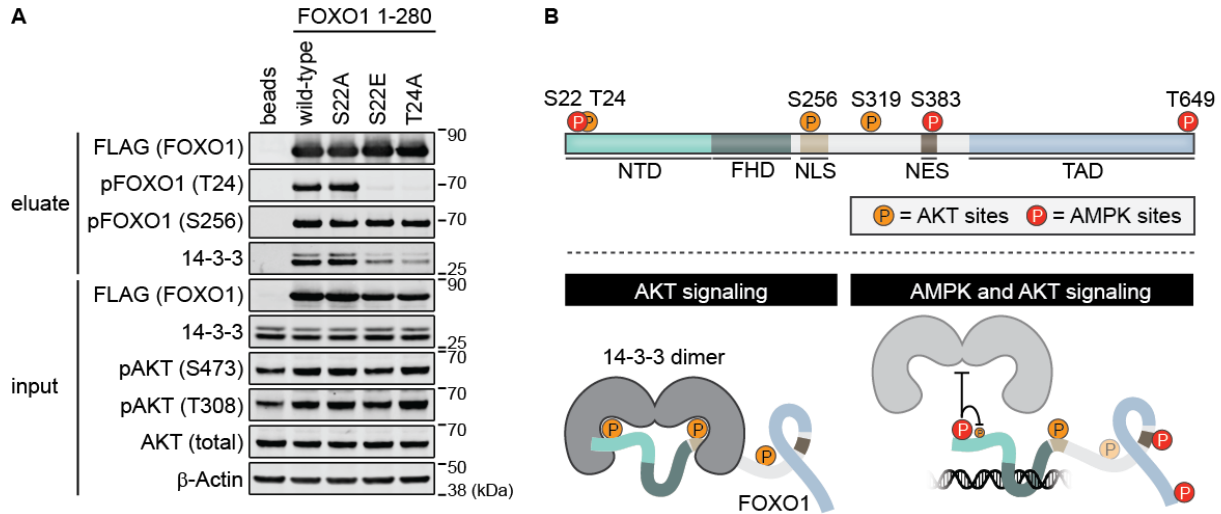 A
FOXO1 1-280
beads
wild-type
S22A
S22E
T24A
eluate
FLAG (FOXO1)
90
pFOXO1 (T24)
70
pFOXO1 (S256)
70
14-3-3
25
input
FLAG (FOXO1)
90
14-3-3
25
pAKT (S473)
70
pAKT (T308)
70
AKT (total)
70
β-Actin
50
38 (kDa)
B
S22 T24 S256 S319 S383 T649
P P P P P P
NTD FHD NLS NES TAD
P = AKT sites P = AMPK sites
AKT signaling
AMPK and AKT signaling
14-3-3 dimer
P P P
FOXO1
P P P P P P